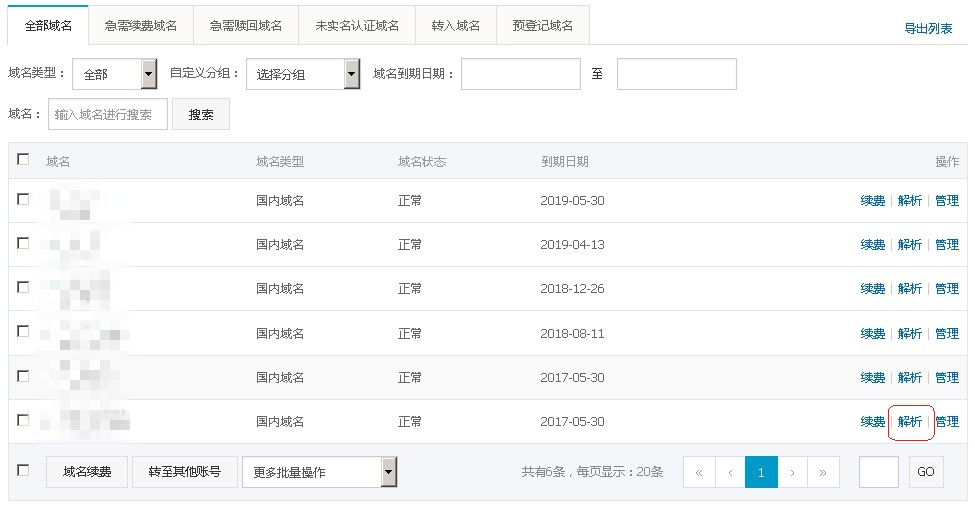 全部域名 急需续费域名 急需赎回域名 未实名认证域名 转入域名 预登记域名
导出列表
域名类型： 全部 自定义分组： 选择分组 域名到期日期： 至
域名： 输入域名进行搜索 搜索
域名 域名类型 域名状态 到期日期 操作
国内域名 正常 2019-05-30 续费 | 解析 | 管理
国内域名 正常 2019-04-13 续费 | 解析 | 管理
国内域名 正常 2018-12-26 续费 | 解析 | 管理
国内域名 正常 2018-08-11 续费 | 解析 | 管理
国内域名 正常 2017-05-30 续费 | 解析 | 管理
国内域名 正常 2017-05-30 续费 | 解析 | 管理
域名续费 转至其他账号 更多批量操作 共有6条，每页显示：20条 « ‹ 1 › » GO